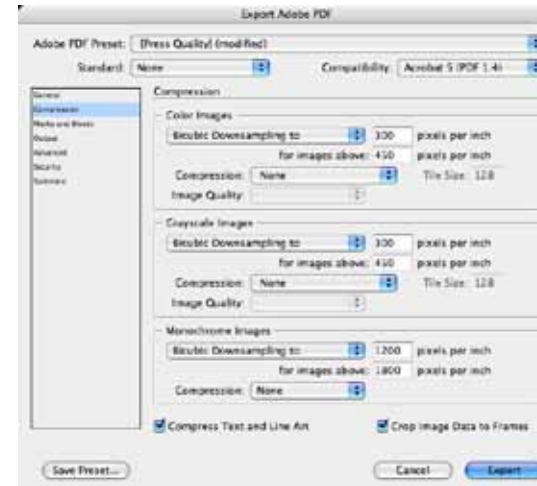 Export Adobe PDF
Adobe PDF Preset: [Press Quality] (modified)
Standard: None Compatibility: Acrobat 5 (PDF 1.4)
General
Compression
Marks and Bleeds
Output
Advanced
Security
Summary
Compression
Color Images
Bicubic Downsampling to 300 pixels per inch
for images above: 450 pixels per inch
Compression: None Tile Size: 128
Image Quality:
Grayscale Images
Bicubic Downsampling to 300 pixels per inch
for images above: 450 pixels per inch
Compression: None Tile Size: 128
Image Quality:
Monochrome Images
Bicubic Downsampling to 1200 pixels per inch
for images above: 1800 pixels per inch
Compression: None
Compress Text and Line Art Crop Image Data to Frames
Save Preset... Cancel Export